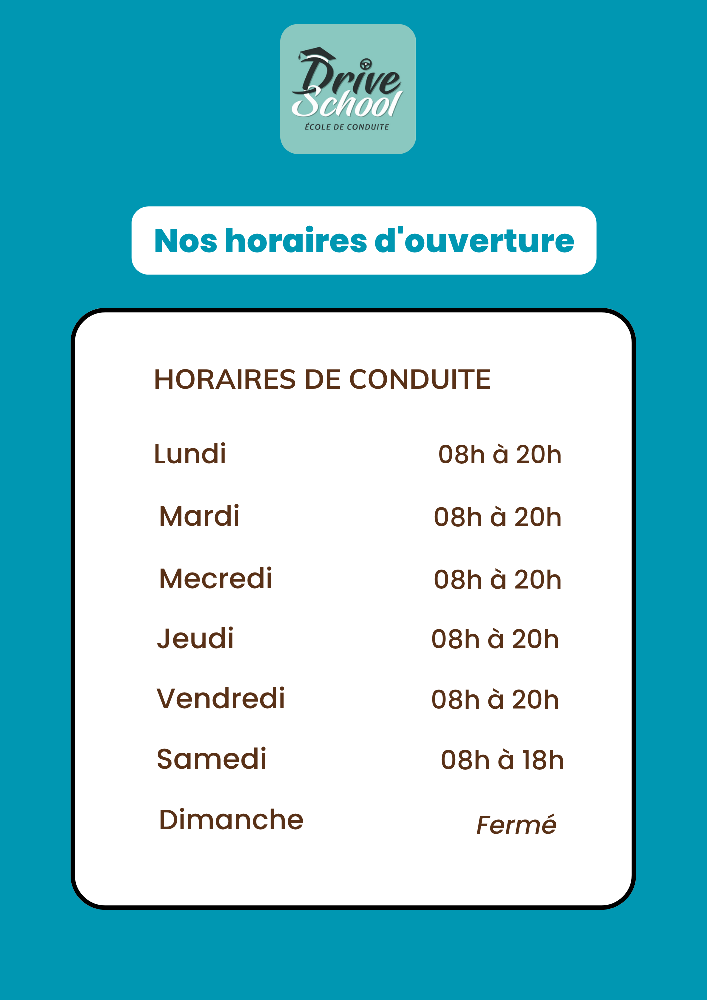 Drive
School
ÉCOLE DE CONDUITE
Nos horaires d'ouverture
HORAIRES DE CONDUITE
Lundi 08h à 20h
Mardi 08h à 20h
Mecredi 08h à 20h
Jeudi 08h à 20h
Vendredi 08h à 20h
Samedi 08h à 18h
Dimanche Fermé